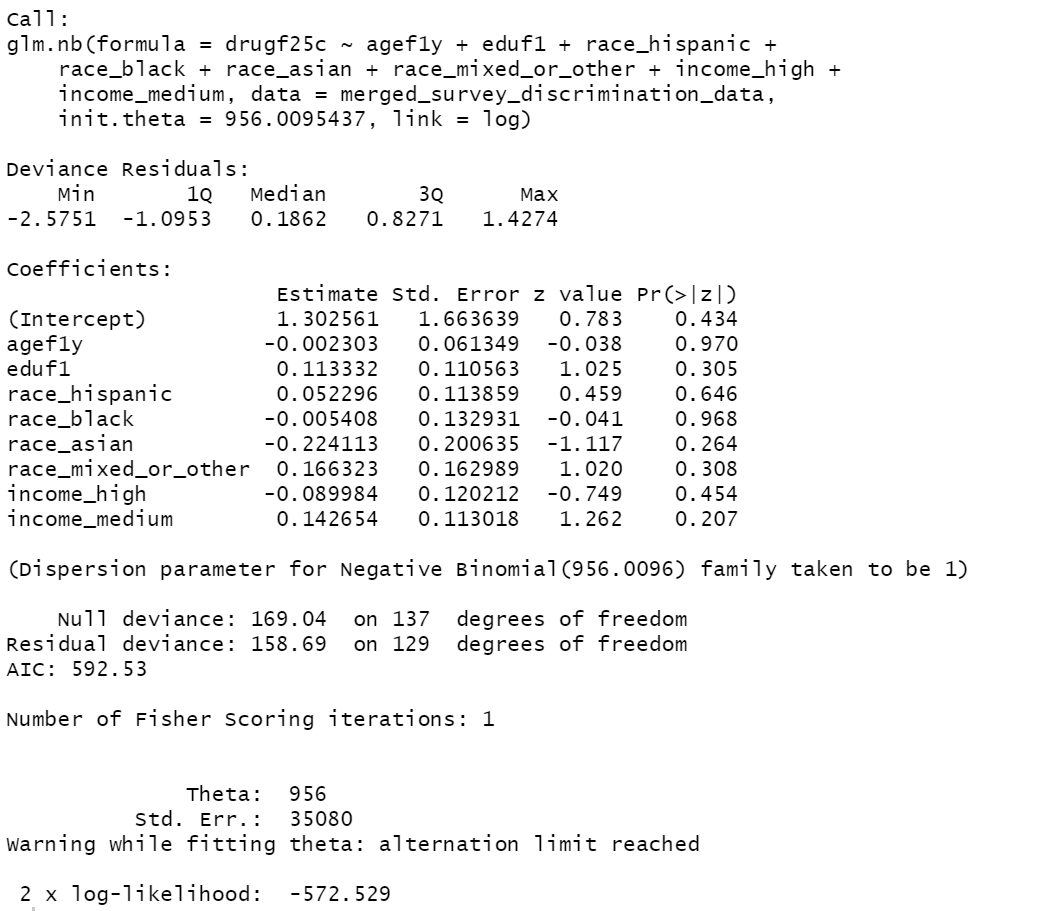 Call:
glm.nb(formula = drugf25c ~ agef1y + eduf1 + race_hispanic +
    race_black + race_asian + race_mixed_or_other + income_high +
    income_medium, data = merged_survey_discrimination_data,
    init.theta = 956.0095437, link = log)

Deviance Residuals:
    Min       1Q   Median       3Q      Max
-2.5751  -1.0953   0.1862   0.8271   1.4274

Coefficients:
                     Estimate Std. Error z value Pr(>|z|)
(Intercept)          1.302561   1.663639   0.783    0.434
agef1y              -0.002303   0.061349  -0.038    0.970
eduf1                0.113332   0.110563   1.025    0.305
race_hispanic        0.052296   0.113859   0.459    0.646
race_black          -0.005408   0.132931  -0.041    0.968
race_asian          -0.224113   0.200635  -1.117    0.264
race_mixed_or_other  0.166323   0.162989   1.020    0.308
income_high         -0.089984   0.120212  -0.749    0.454
income_medium        0.142654   0.113018   1.262    0.207

(Dispersion parameter for Negative Binomial(956.0096) family taken to be 1)

    Null deviance: 169.04  on 137  degrees of freedom
Residual deviance: 158.69  on 129  degrees of freedom
AIC: 592.53

Number of Fisher Scoring iterations: 1


              Theta:  956
          Std. Err.:  35080
Warning while fitting theta: alternation limit reached

 2 x log-likelihood:  -572.529